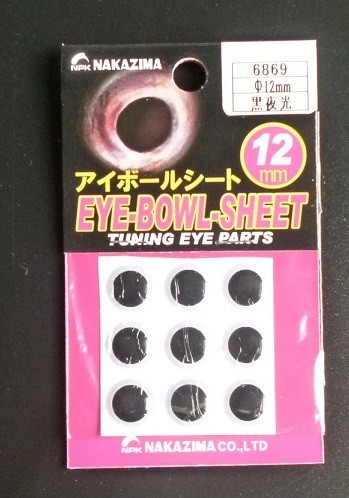 NPK NAKAZIMA
6869
Φ12mm
黒夜光
12
mm
アイボールシート
EYE-BOWL-SHEET
TUNING EYE PARTS
NPK NAKAZIMA CO.,LTD